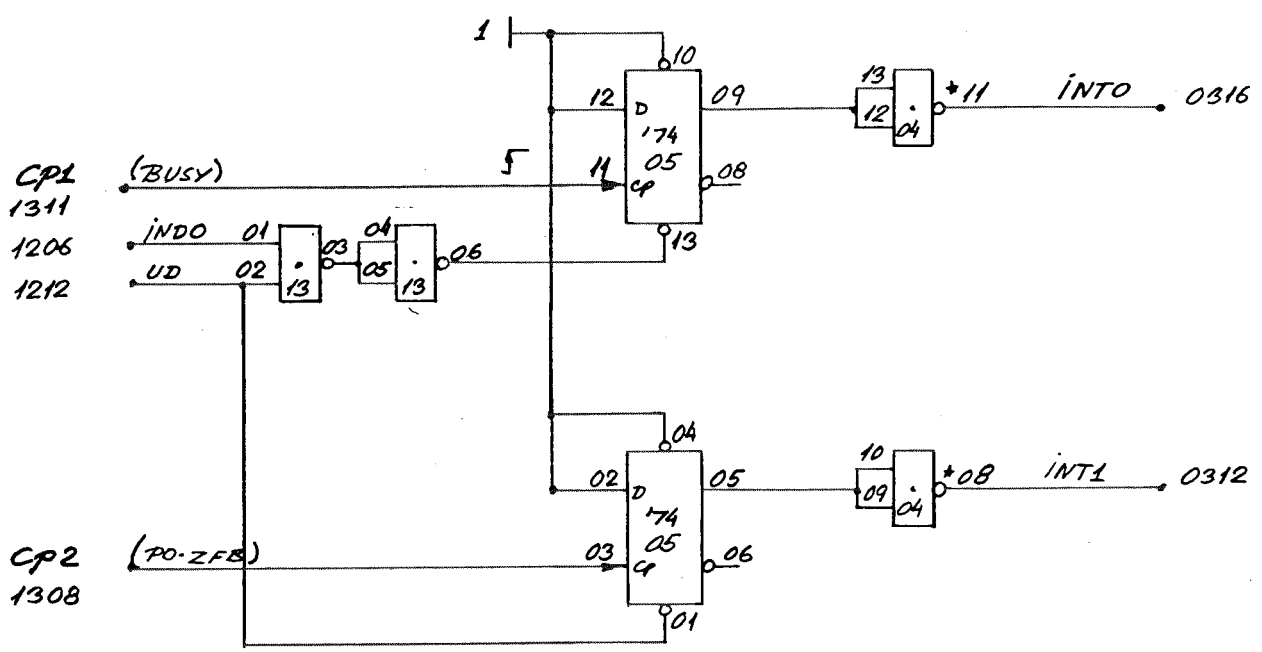 1
10
12 D 09
'74
05
11 CP 08
13
13
12
04
*11 INT0 0316
CP1 (BUSY)
1311
1206 IND0 01
1212 UD 02
13
03
04
05
13
06
04
02 D 05
'74
05
03 CP 06
01
10
09
04
*08 INT1 0312
CP2 (PO-ZFB)
1308